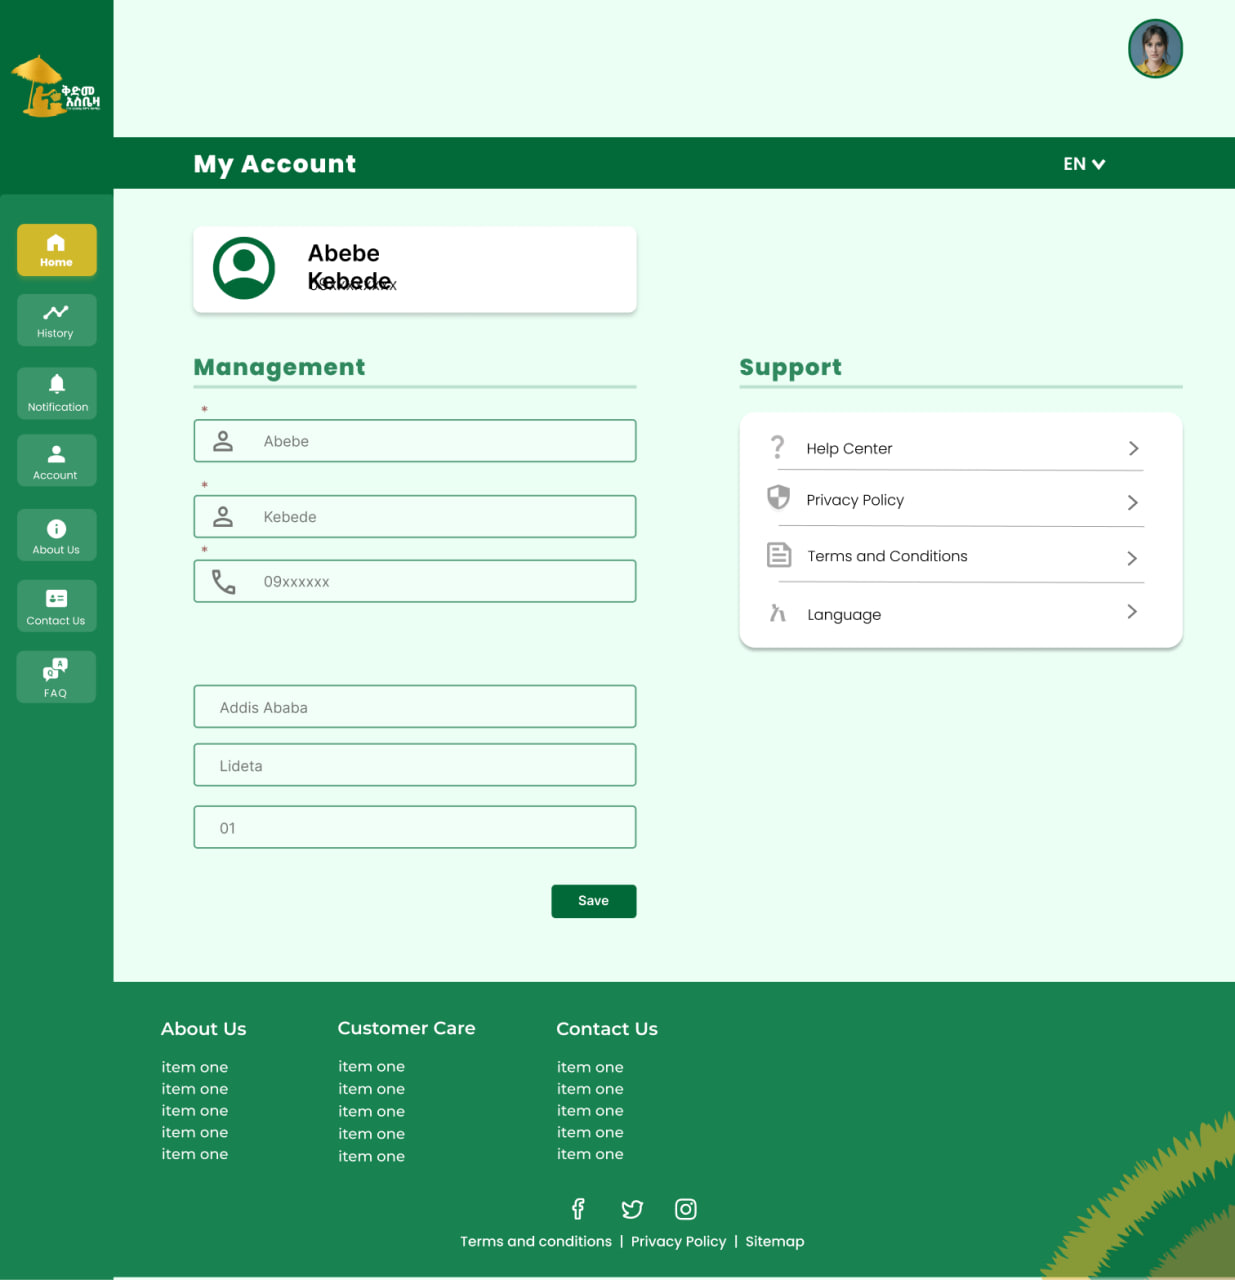 ቅድመ
አስቤዛ
My Account
EN
Home
History
Notification
Account
About Us
Contact Us
FAQ
Abebe
Kebede
09xxxxxxxx
Management
*
Abebe
*
Kebede
*
09xxxxxx
Addis Ababa
Lideta
01
Save
Support
Help Center
Privacy Policy
Terms and Conditions
Language
About Us
item one
item one
item one
item one
item one
Customer Care
item one
item one
item one
item one
item one
Contact Us
item one
item one
item one
item one
item one
Terms and conditions | Privacy Policy | Sitemap